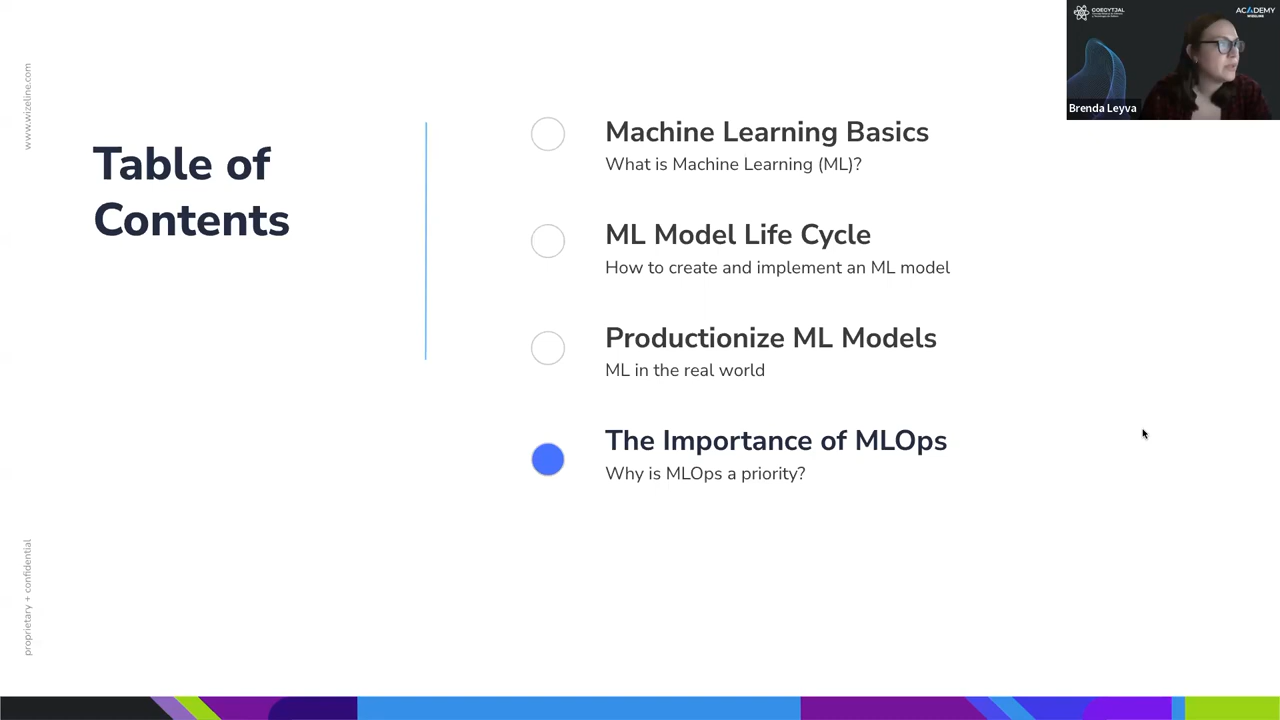 www.wizeline.com
Table of
Contents
Machine Learning Basics
What is Machine Learning (ML)?
ML Model Life Cycle
How to create and implement an ML model
Productionize ML Models
ML in the real world
The Importance of MLOps
Why is MLOps a priority?
proprietary + confidential
COECYTJAL
ACADEMY
WIZELINE
Brenda Leyva